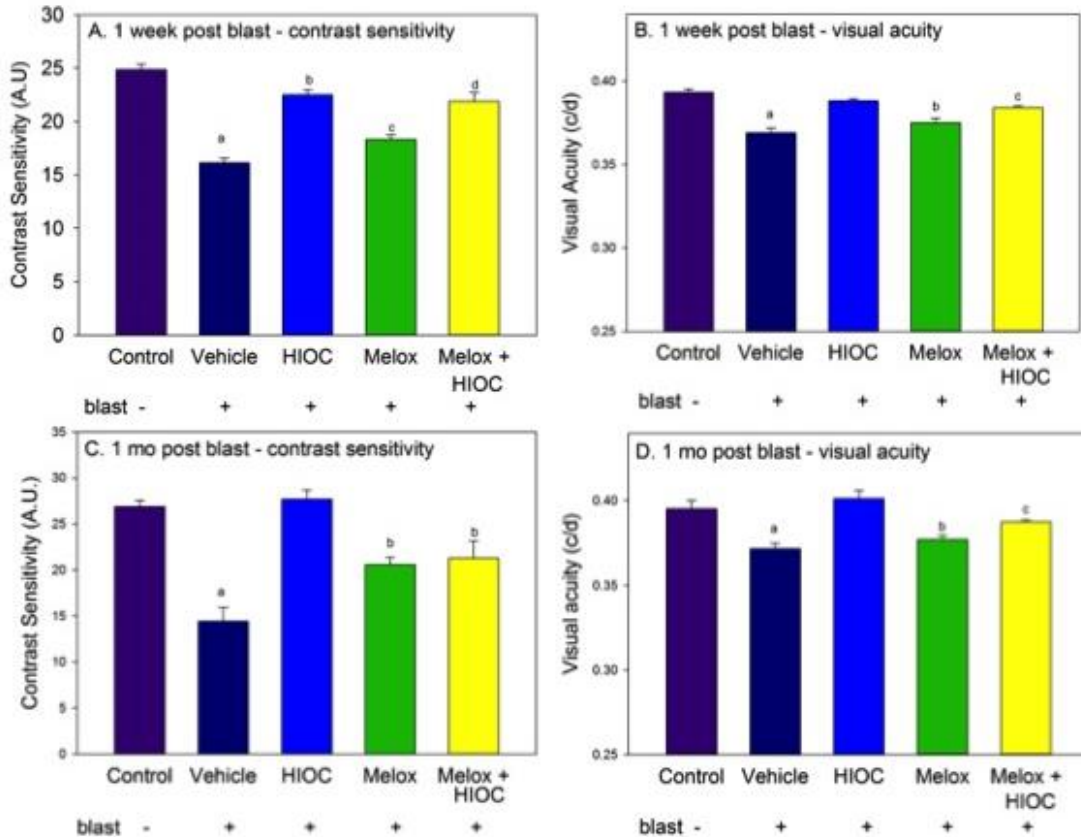 A. 1 week post blast - contrast sensitivity
Contrast Sensitivity (A.U)
30
25
20
15
10
5
0
a
b
c
d
Control Vehicle HIOC Melox Melox + HIOC
blast - + + + +
B. 1 week post blast - visual acuity
Visual Acuity (c/d)
0.40
0.35
0.30
0.25
a
b
c
Control Vehicle HIOC Melox Melox + HIOC
blast - + + + +
C. 1 mo post blast - contrast sensitivity
Contrast Sensitivity (A.U.)
35
30
25
20
15
10
5
0
a
b
b
Control Vehicle HIOC Melox Melox + HIOC
blast - + + + +
D. 1 mo post blast - visual acuity
Visual acuity (c/d)
0.40
0.35
0.30
0.25
a
b
c
Control Vehicle HIOC Melox Melox + HIOC
blast - + + + +